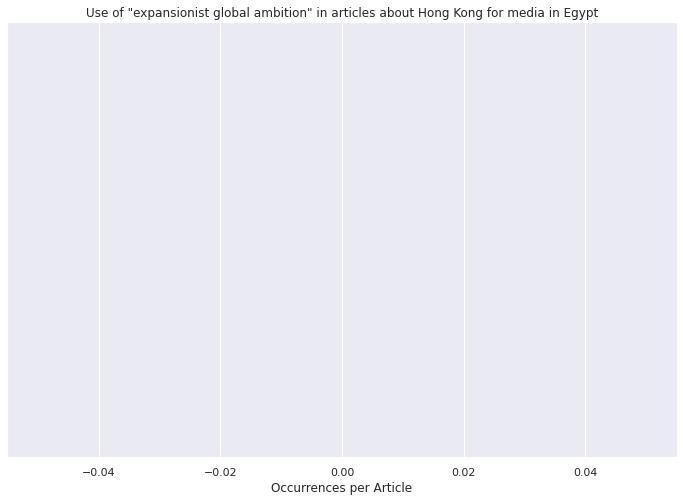 Use of "expansionist global ambition" in articles about Hong Kong for media in Egypt
−0.04 −0.02 0.00 0.02 0.04
Occurrences per Article